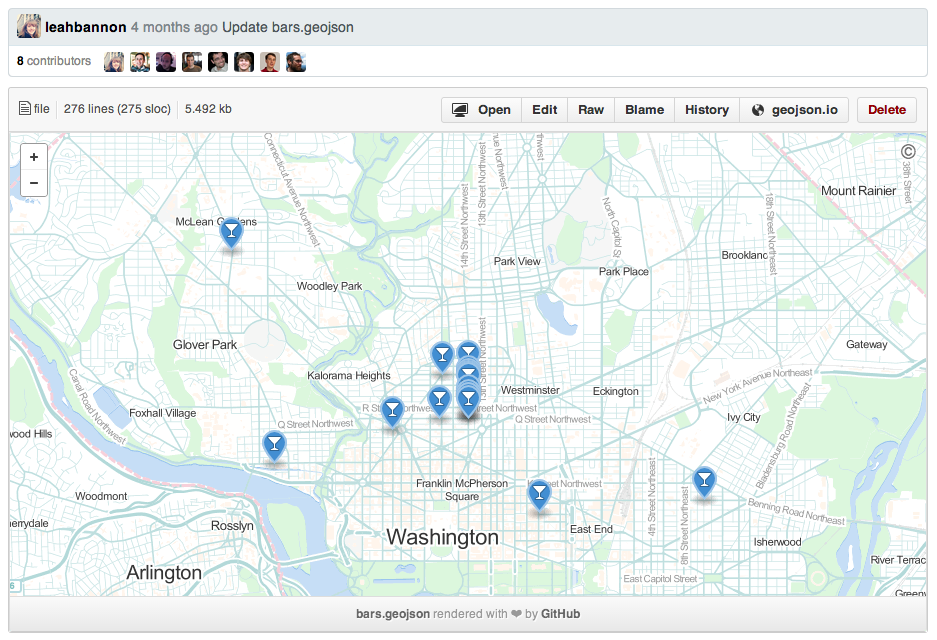 leahbannon 4 months ago Update bars.geojson
8 contributors
file 276 lines (275 sloc) 5.492 kb
Open Edit Raw Blame History geojson.io Delete
+
−
©
38th Street
Mount Rainier
Connecticut Avenue Northwest
14th Street Northwest
13th Street Northwest
North Capitol St
18th Street Northeast
McLean Gardens
Park View
Brookland
Park Place
Woodley Park
Glover Park
Gateway
13th Street Northwest
Kalorama Heights
Westminster
Eckington
New York Avenue Northeast
Foxhall Village
Canal Road Northwest
Q Street Northwest
Q Street Northwest
Ivy City
Bladensburg Road Northeast
wood Hills
Woodmont
Franklin McPherson
Square
4th Street Northeast
8th Street Northeast
Benning Road Northeast
nerrydale
Rosslyn
Washington
East End
Isherwood
River Terrac
Arlington
East Capitol Street
Greenw
bars.geojson rendered with ❤ by GitHub